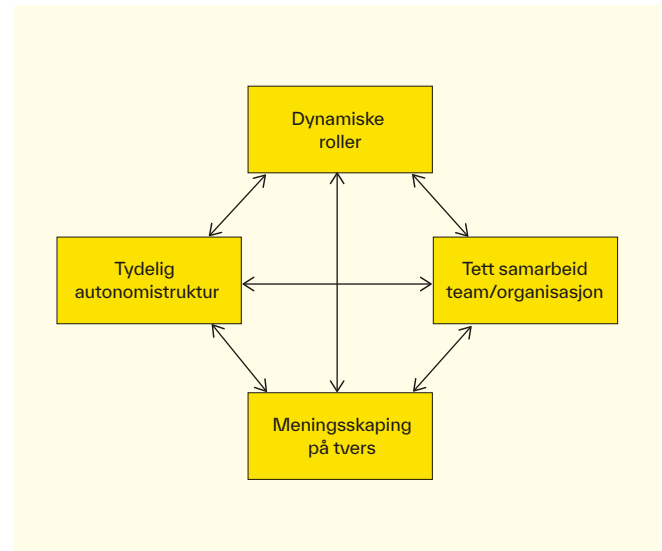 Dynamiske
roller
Tydelig
autonomistruktur
Tett samarbeid
team/organisasjon
Meningsskaping
på tvers